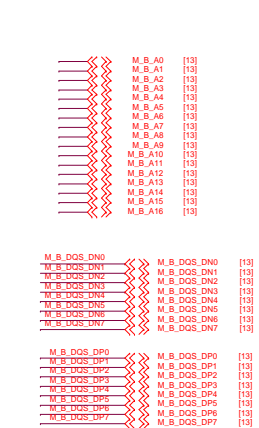 M_B_A0 [13]
M_B_A1 [13]
M_B_A2 [13]
M_B_A3 [13]
M_B_A4 [13]
M_B_A5 [13]
M_B_A6 [13]
M_B_A7 [13]
M_B_A8 [13]
M_B_A9 [13]
M_B_A10 [13]
M_B_A11 [13]
M_B_A12 [13]
M_B_A13 [13]
M_B_A14 [13]
M_B_A15 [13]
M_B_A16 [13]
M_B_DQS_DN0 M_B_DQS_DN0 [13]
M_B_DQS_DN1 M_B_DQS_DN1 [13]
M_B_DQS_DN2 M_B_DQS_DN2 [13]
M_B_DQS_DN3 M_B_DQS_DN3 [13]
M_B_DQS_DN4 M_B_DQS_DN4 [13]
M_B_DQS_DN5 M_B_DQS_DN5 [13]
M_B_DQS_DN6 M_B_DQS_DN6 [13]
M_B_DQS_DN7 M_B_DQS_DN7 [13]
M_B_DQS_DP0 M_B_DQS_DP0 [13]
M_B_DQS_DP1 M_B_DQS_DP1 [13]
M_B_DQS_DP2 M_B_DQS_DP2 [13]
M_B_DQS_DP3 M_B_DQS_DP3 [13]
M_B_DQS_DP4 M_B_DQS_DP4 [13]
M_B_DQS_DP5 M_B_DQS_DP5 [13]
M_B_DQS_DP6 M_B_DQS_DP6 [13]
M_B_DQS_DP7 M_B_DQS_DP7 [13]